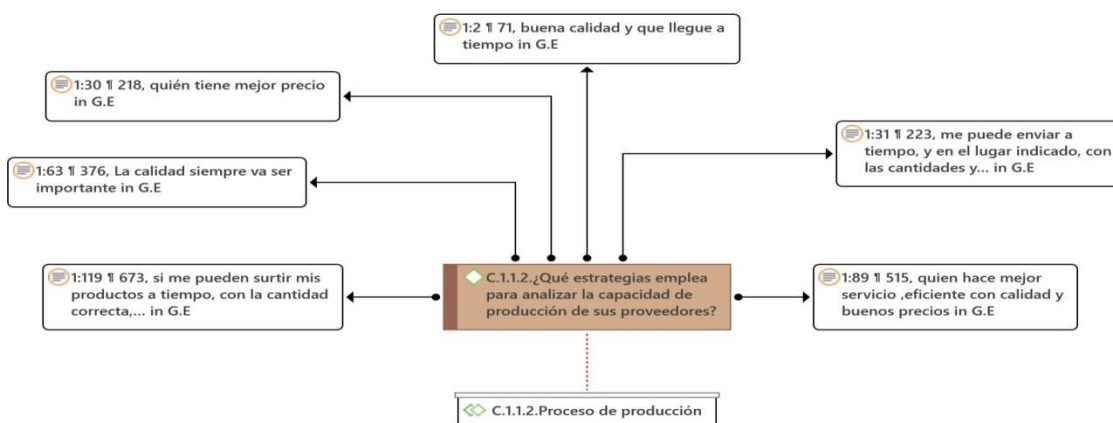 1:2 ¶ 71, buena calidad y que llegue a
tiempo in G.E
1:30 ¶ 218, quién tiene mejor precio
in G.E
1:31 ¶ 223, me puede enviar a
tiempo, y en el lugar indicado, con
las cantidades y... in G.E
1:63 ¶ 376, La calidad siempre va ser
importante in G.E
1:119 ¶ 673, si me pueden surtir mis
productos a tiempo, con la cantidad
correcta,... in G.E
C.1.1.2.¿Qué estrategias emplea
para analizar la capacidad de
producción de sus proveedores?
1:89 ¶ 515, quien hace mejor
servicio ,eficiente con calidad y
buenos precios in G.E
C.1.1.2.Proceso de producción